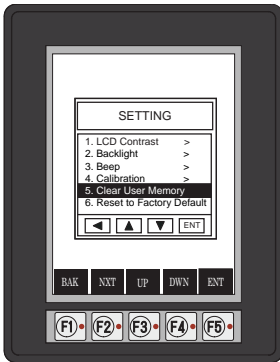 SETTING
1. LCD Contrast >
2. Backlight >
3. Beep >
4. Calibration >
5. Clear User Memory
6. Reset to Factory Default
ENT
BAK NXT UP DWN ENT
F1 F2 F3 F4 F5